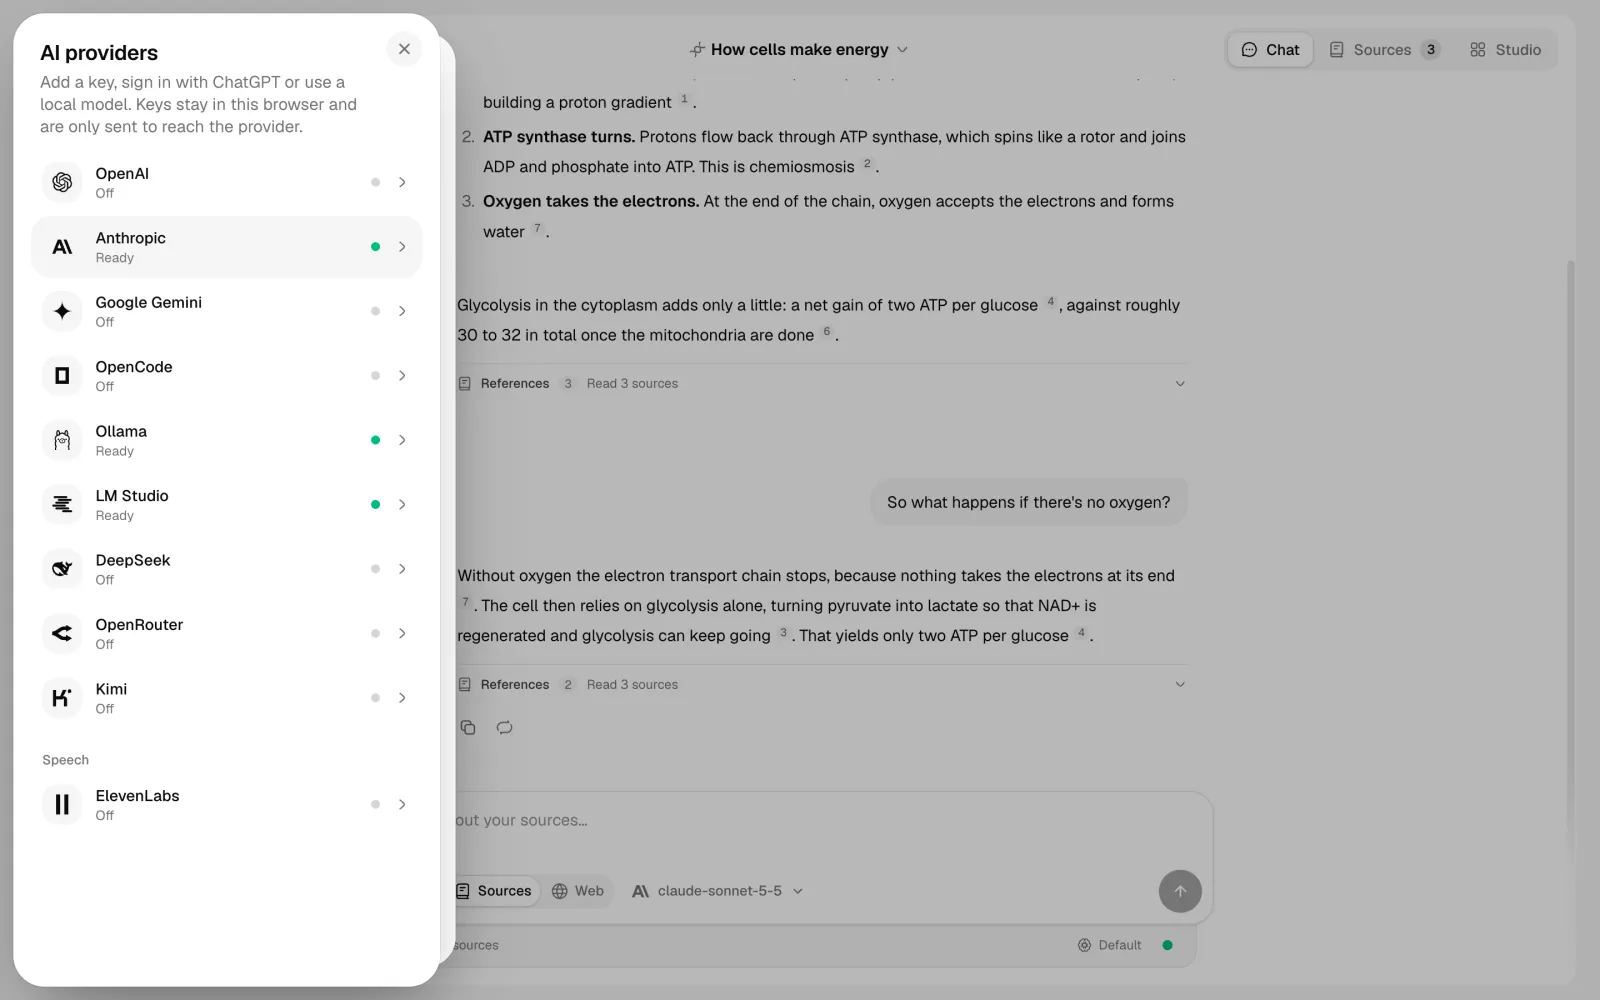 AI providers
Add a key, sign in with ChatGPT or use a
local model. Keys stay in this browser and
are only sent to reach the provider.
OpenAI
Off
Anthropic
Ready
Google Gemini
Off
OpenCode
Off
Ollama
Ready
LM Studio
Ready
DeepSeek
Off
OpenRouter
Off
Kimi
Off
Speech
ElevenLabs
Off
How cells make energy
Chat
Sources 3
Studio
building a proton gradient 1 .
2. ATP synthase turns. Protons flow back through ATP synthase, which spins like a rotor and joins
ADP and phosphate into ATP. This is chemiosmosis 2 .
3. Oxygen takes the electrons. At the end of the chain, oxygen accepts the electrons and forms
water 7 .
Glycolysis in the cytoplasm adds only a little: a net gain of two ATP per glucose 4 , against roughly
30 to 32 in total once the mitochondria are done 6 .
References 3 Read 3 sources
So what happens if there's no oxygen?
Without oxygen the electron transport chain stops, because nothing takes the electrons at its end
7 . The cell then relies on glycolysis alone, turning pyruvate into lactate so that NAD+ is
regenerated and glycolysis can keep going 3 . That yields only two ATP per glucose 4 .
References 2 Read 3 sources
out your sources...
Sources
Web
claude-sonnet-5-5
sources
Default